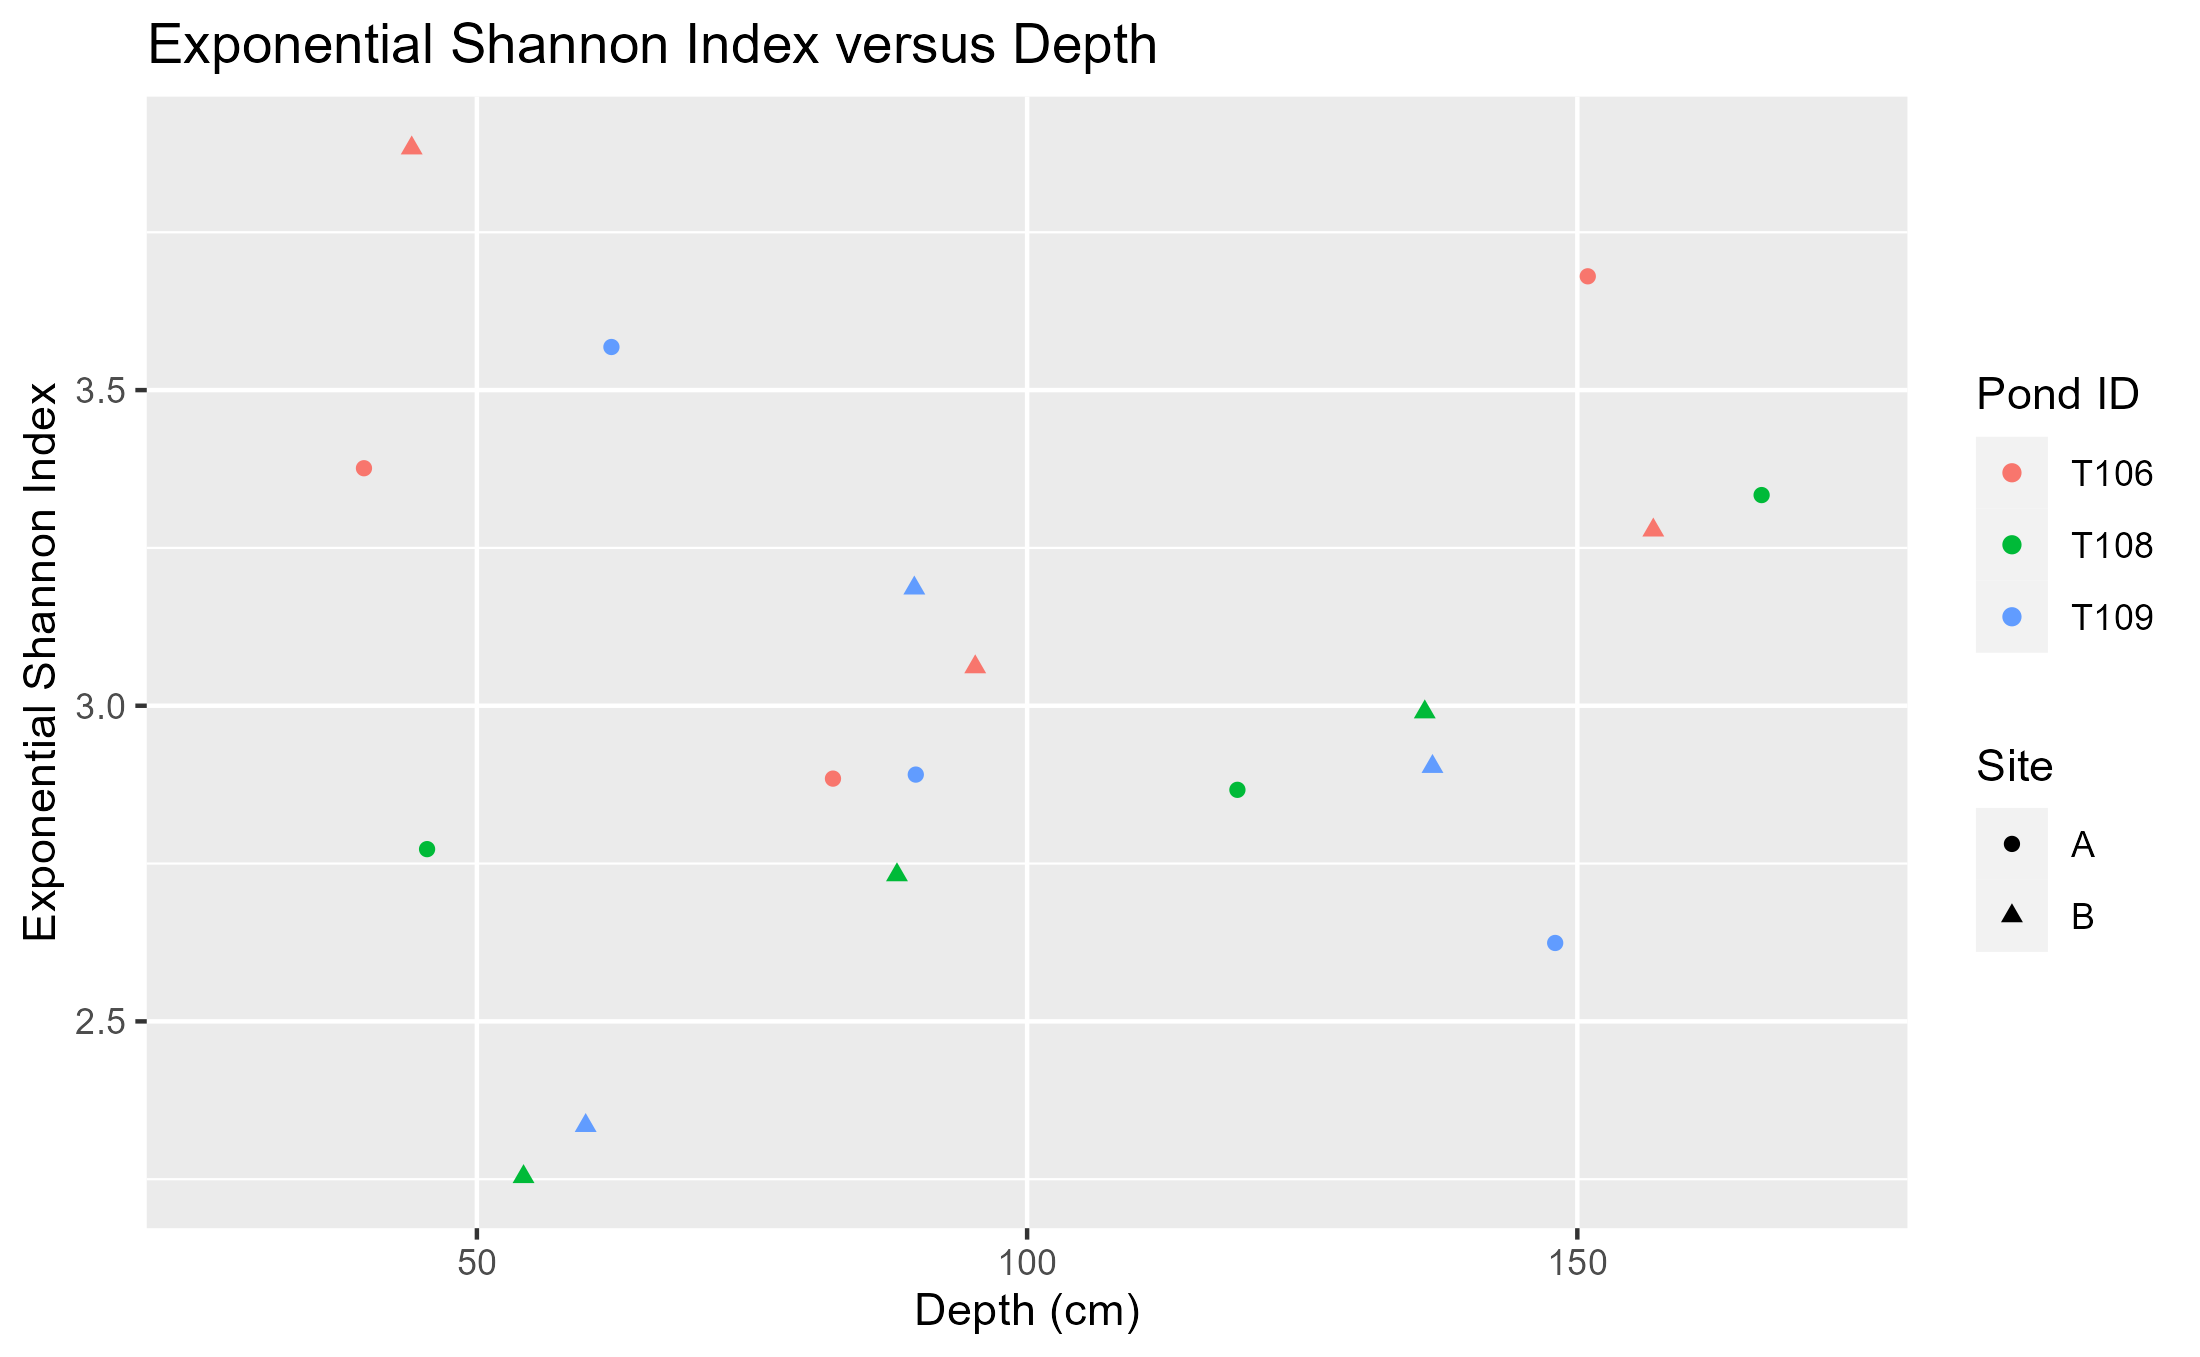 Exponential Shannon Index versus Depth
Exponential Shannon Index
3.5
3.0
2.5
50
100
150
Depth (cm)
Pond ID
T106
T108
T109
Site
A
B